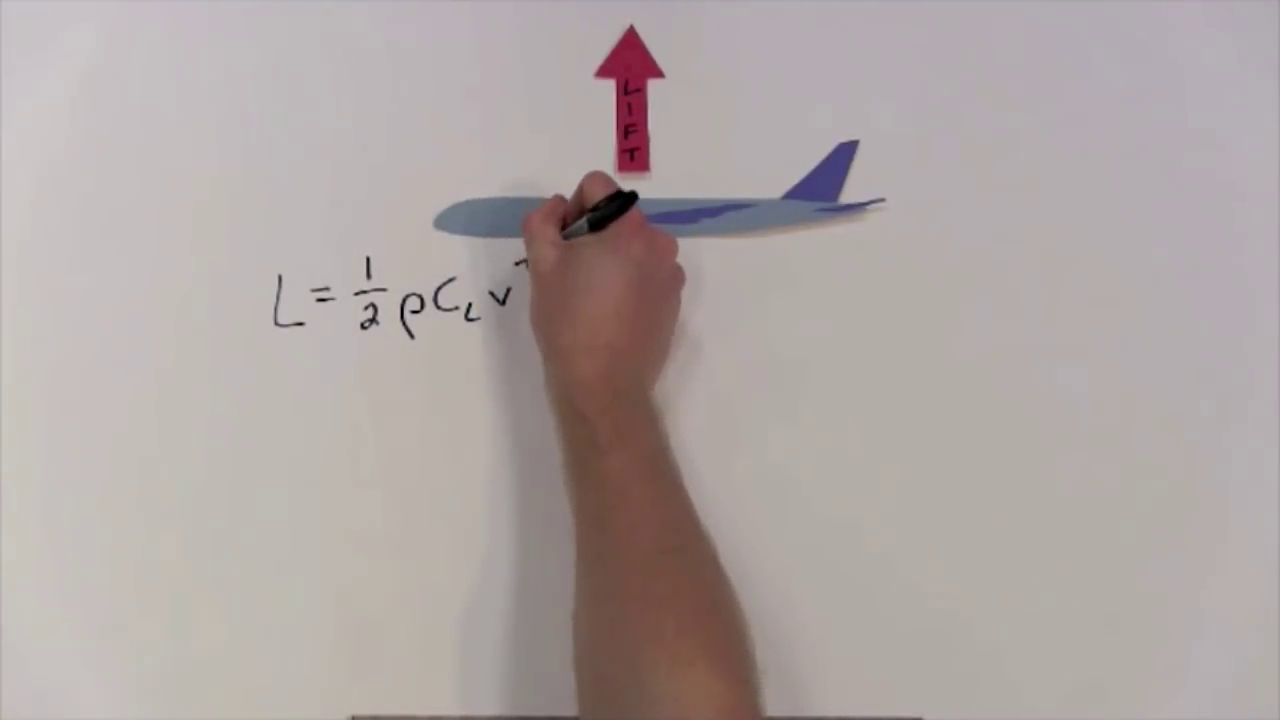 LIFT
L = 1/2 ρ C_L v